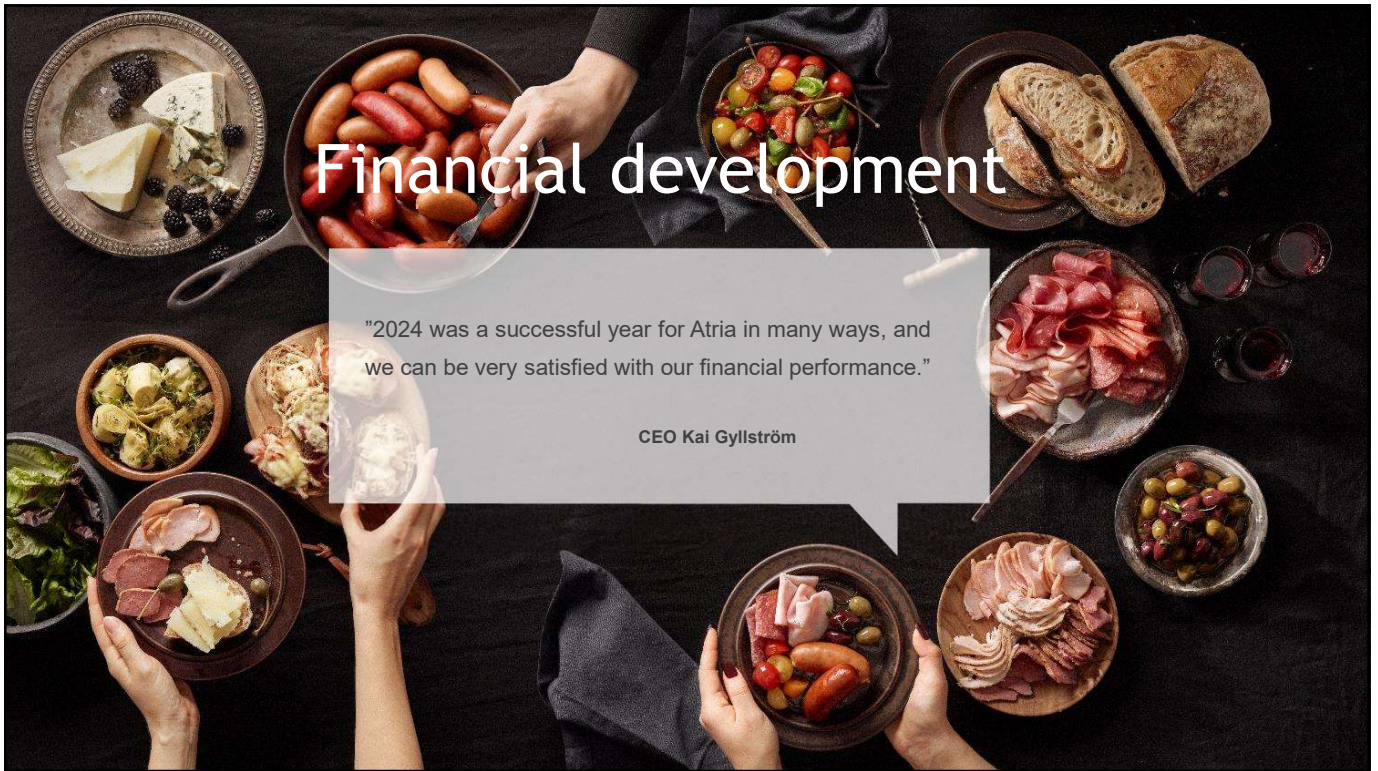 Financial development
”2024 was a successful year for Atria in many ways, and
we can be very satisfied with our financial performance.”
CEO Kai Gyllström